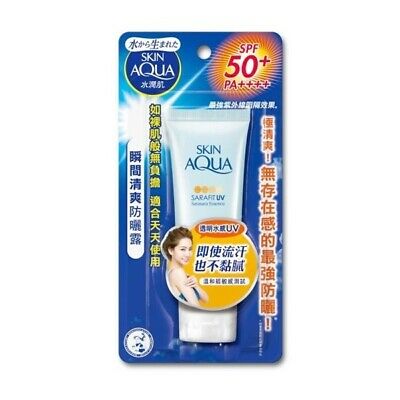 水から生まれた
SKIN
AQUA
水潤肌
SPF
50+
PA++++
最強紫外線阻隔效果。
極清爽！無存在感的最強防曬！
如裸肌般無負擔 適合天天使用
瞬間清爽防曬露
SKIN
AQUA
SARAFIT UV
Sarasara Essence
透明水感UV
即使流汗
也不黏膩
溫和低敏感測試